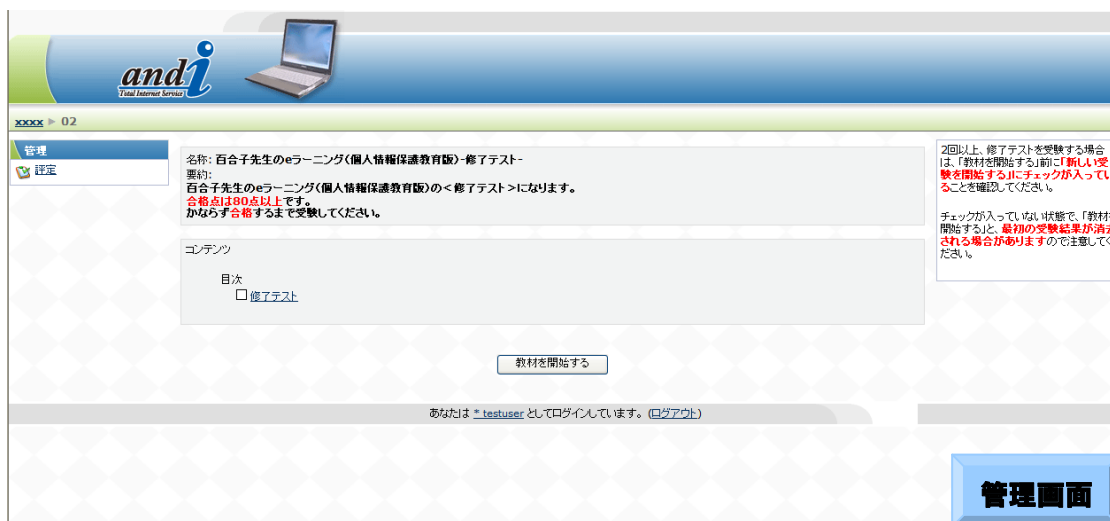 andi
Total Internet Service
xxxx ▶ 02
管理
評定
名称: 百合子先生のeラーニング(個人情報保護教育版)-修了テスト-
要約:
百合子先生のeラーニング(個人情報保護教育版)の<修了テスト>になります。
合格点は80点以上です。
かならず合格するまで受験してください。
コンテンツ
目次
修了テスト
教材を開始する
2回以上、修了テストを受験する場合
は、「教材を開始する」前に「新しい受
験を開始する」にチェックが入ってい
ることを確認してください。
チェックが入っていない状態で、「教材
開始する」と、最初の受験結果が消
される場合がありますので注意して
ださい。
あなたは * testuser としてログインしています。(ログアウト)
管理画面